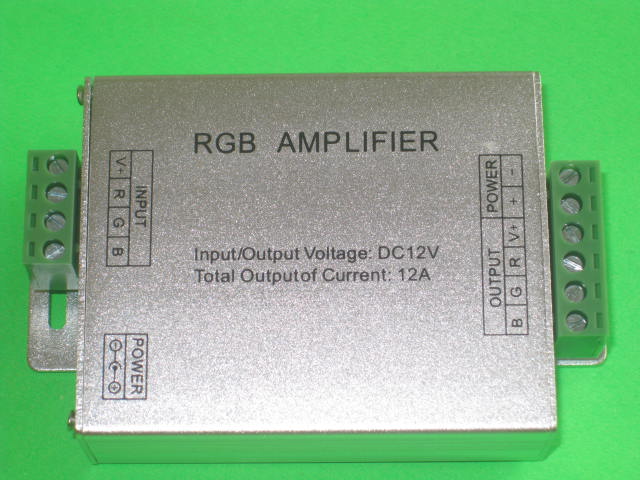 RGB AMPLIFIER
INPUT
V+ R G B
Input/Output Voltage: DC12V
Total Outputof Current: 12A
POWER
- +
OUTPUT
V+ R G B
POWER